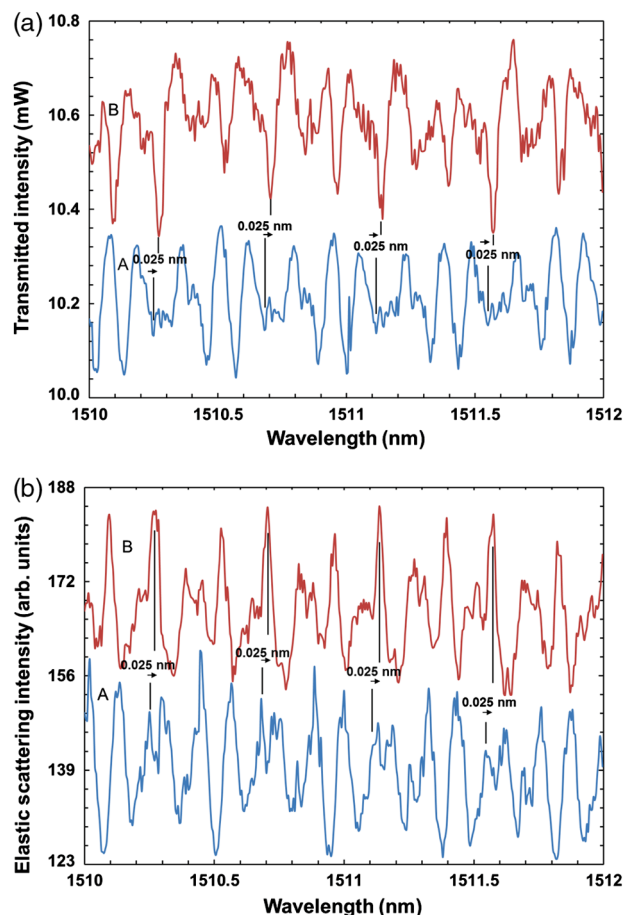 (a)
10.8
10.6
10.4
10.2
10.0
Transmitted intensity (mW)
B
A
0.025 nm
0.025 nm
0.025 nm
0.025 nm
1510
1510.5
1511
1511.5
1512
Wavelength (nm)
(b)
188
172
156
139
123
Elastic scattering intensity (arb. units)
B
A
0.025 nm
0.025 nm
0.025 nm
0.025 nm
1510
1510.5
1511
1511.5
1512
Wavelength (nm)